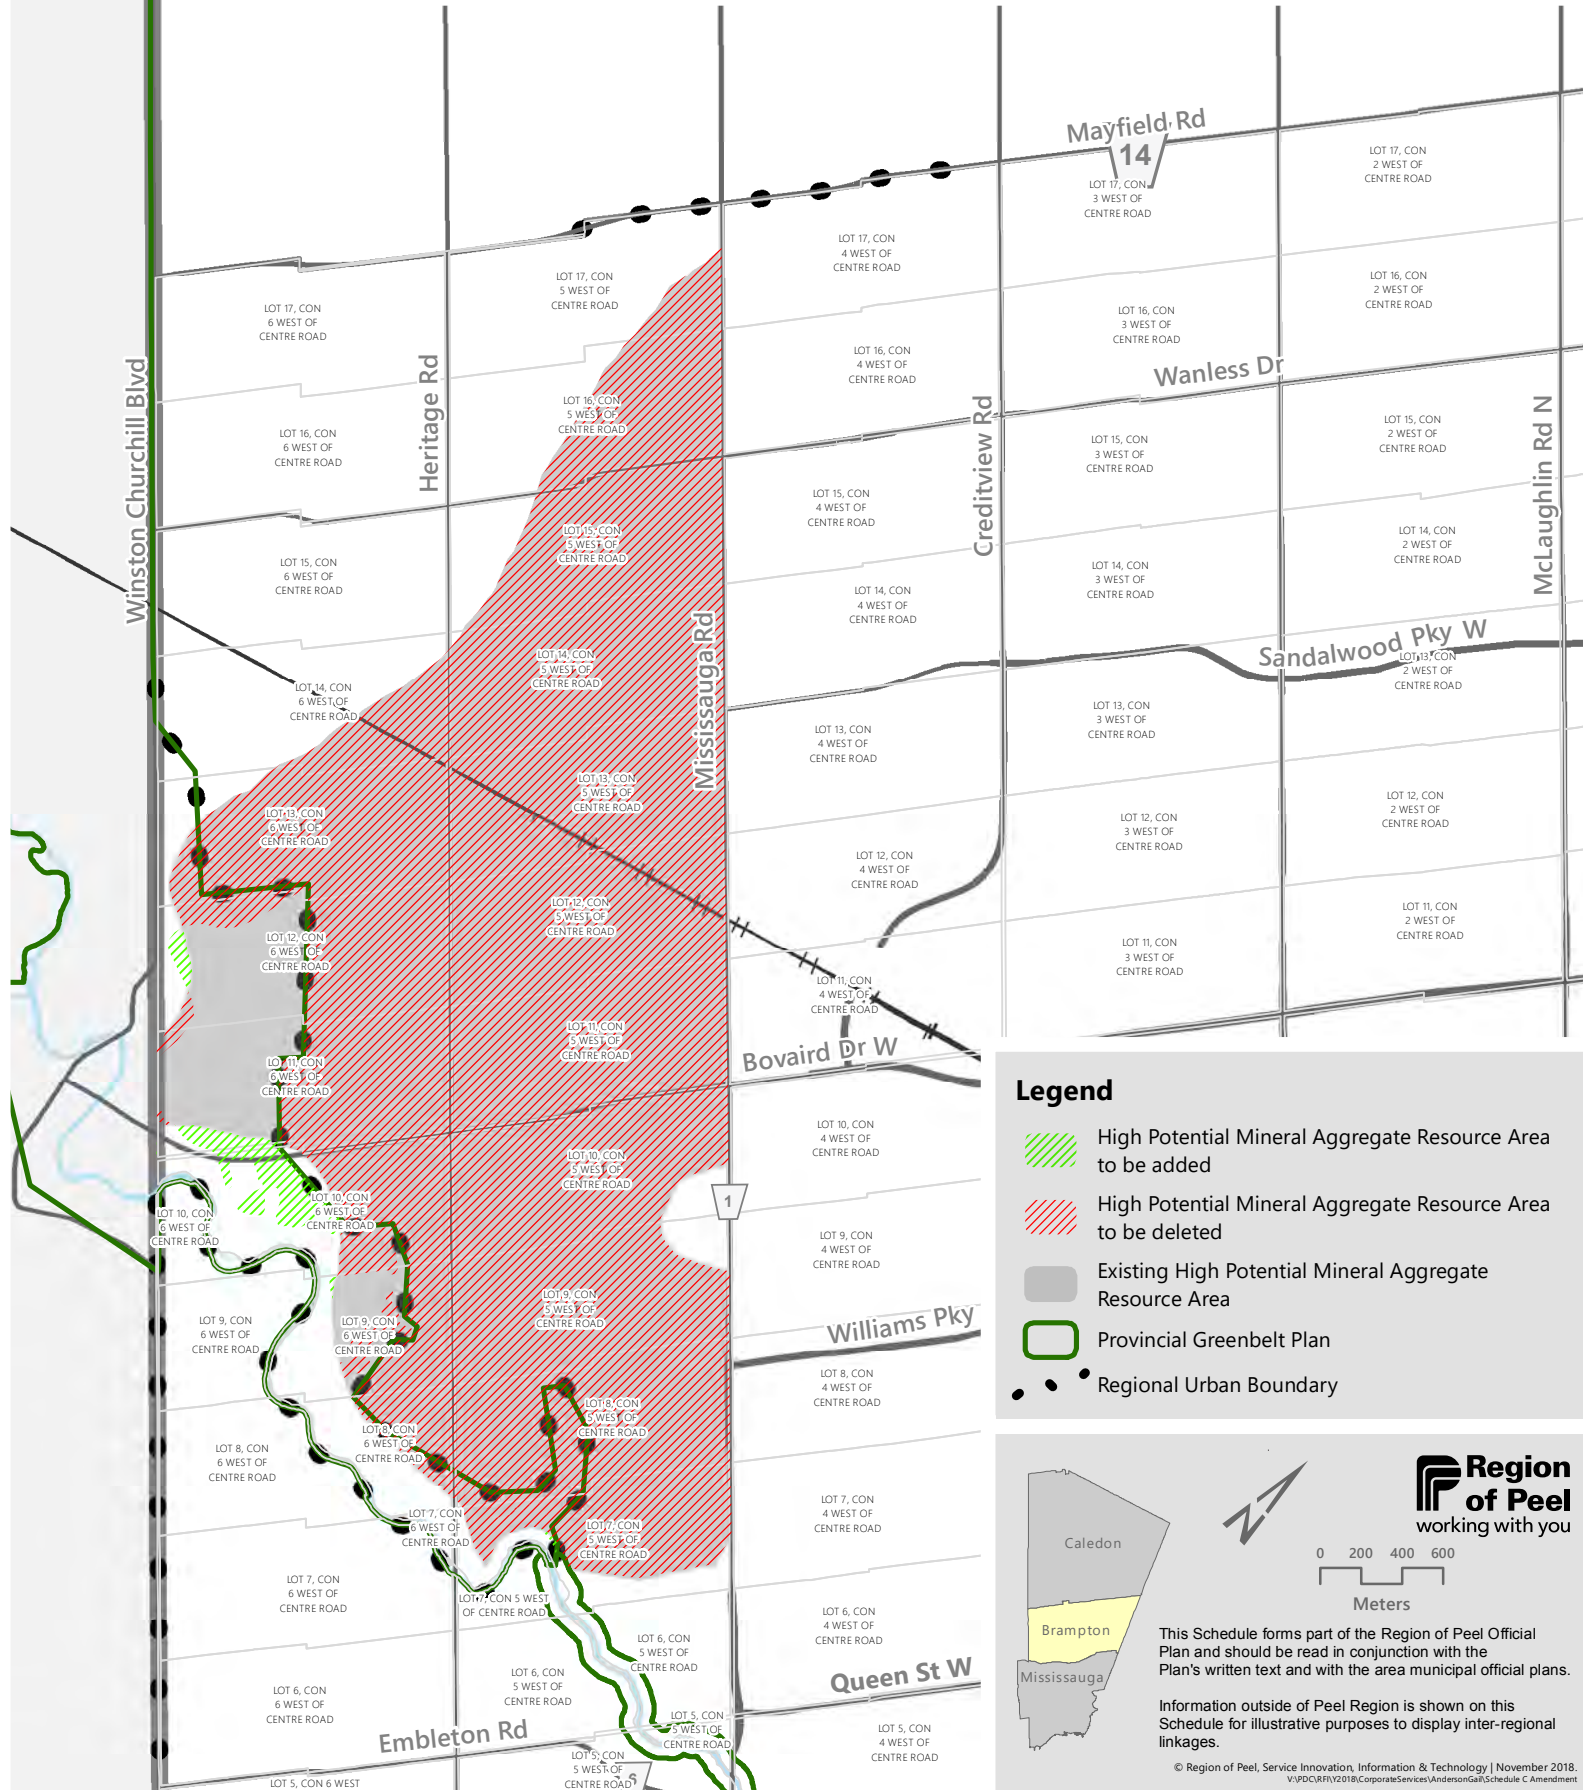 Mayfield Rd
14
LOT 17, CON
2 WEST OF
CENTRE ROAD
LOT 17, CON
3 WEST OF
CENTRE ROAD
LOT 17, CON
4 WEST OF
CENTRE ROAD
LOT 17, CON
5 WEST OF
CENTRE ROAD
LOT 17, CON
6 WEST OF
CENTRE ROAD
LOT 16, CON
2 WEST OF
CENTRE ROAD
LOT 16, CON
3 WEST OF
CENTRE ROAD
LOT 16, CON
4 WEST OF
CENTRE ROAD
LOT 16, CON
5 WEST OF
CENTRE ROAD
LOT 16, CON
6 WEST OF
CENTRE ROAD
Wanless Dr
Winston Churchill Blvd
Heritage Rd
Mississauga Rd
Creditview Rd
McLaughlin Rd N
LOT 15, CON
2 WEST OF
CENTRE ROAD
LOT 15, CON
3 WEST OF
CENTRE ROAD
LOT 15, CON
4 WEST OF
CENTRE ROAD
LOT 15, CON
5 WEST OF
CENTRE ROAD
LOT 15, CON
6 WEST OF
CENTRE ROAD
LOT 14, CON
2 WEST OF
CENTRE ROAD
LOT 14, CON
3 WEST OF
CENTRE ROAD
LOT 14, CON
4 WEST OF
CENTRE ROAD
LOT 14, CON
5 WEST OF
CENTRE ROAD
LOT 14, CON
6 WEST OF
CENTRE ROAD
Sandalwood Pky W
LOT 13, CON
2 WEST OF
CENTRE ROAD
LOT 13, CON
3 WEST OF
CENTRE ROAD
LOT 13, CON
4 WEST OF
CENTRE ROAD
LOT 13, CON
5 WEST OF
CENTRE ROAD
LOT 13, CON
6 WEST OF
CENTRE ROAD
LOT 12, CON
2 WEST OF
CENTRE ROAD
LOT 12, CON
3 WEST OF
CENTRE ROAD
LOT 12, CON
4 WEST OF
CENTRE ROAD
LOT 12, CON
5 WEST OF
CENTRE ROAD
LOT 12, CON
6 WEST OF
CENTRE ROAD
LOT 11, CON
2 WEST OF
CENTRE ROAD
LOT 11, CON
3 WEST OF
CENTRE ROAD
LOT 11, CON
4 WEST OF
CENTRE ROAD
LOT 11, CON
5 WEST OF
CENTRE ROAD
LOT 11, CON
6 WEST OF
CENTRE ROAD
Bovaird Dr W
LOT 10, CON
4 WEST OF
CENTRE ROAD
LOT 10, CON
5 WEST OF
CENTRE ROAD
LOT 10, CON
6 WEST OF
CENTRE ROAD
LOT 10, CON
6 WEST OF
CENTRE ROAD
1
LOT 9, CON
4 WEST OF
CENTRE ROAD
LOT 9, CON
5 WEST OF
CENTRE ROAD
LOT 9, CON
6 WEST OF
CENTRE ROAD
LOT 9, CON
6 WEST OF
CENTRE ROAD
Williams Pky
LOT 8, CON
4 WEST OF
CENTRE ROAD
LOT 8, CON
5 WEST OF
CENTRE ROAD
LOT 8, CON
6 WEST OF
CENTRE ROAD
LOT 8, CON
6 WEST OF
CENTRE ROAD
LOT 7, CON
4 WEST OF
CENTRE ROAD
LOT 7, CON
5 WEST OF
CENTRE ROAD
LOT 7, CON
6 WEST OF
CENTRE ROAD
LOT 7, CON
6 WEST OF
CENTRE ROAD
LOT 7, CON 5 WEST
OF CENTRE ROAD
LOT 6, CON
4 WEST OF
CENTRE ROAD
LOT 6, CON
5 WEST OF
CENTRE ROAD
LOT 6, CON
5 WEST OF
CENTRE ROAD
LOT 6, CON
6 WEST OF
CENTRE ROAD
Queen St W
Embleton Rd
LOT 5, CON
4 WEST OF
CENTRE ROAD
LOT 5, CON
5 WEST OF
CENTRE ROAD
LOT 5, CON
5 WEST OF
CENTRE ROAD
6
LOT 5, CON 6 WEST
Legend
High Potential Mineral Aggregate Resource Area
to be added
High Potential Mineral Aggregate Resource Area
to be deleted
Existing High Potential Mineral Aggregate
Resource Area
Provincial Greenbelt Plan
Regional Urban Boundary
Caledon
Brampton
Mississauga
N
Region
of Peel
working with you
0 200 400 600
Meters
This Schedule forms part of the Region of Peel Official
Plan and should be read in conjunction with the
Plan's written text and with the area municipal official plans.
Information outside of Peel Region is shown on this
Schedule for illustrative purposes to display inter-regional
linkages.
© Region of Peel, Service Innovation, Information & Technology | November 2018.
V:\PDC\RFI\Y2018\CorporateServices\AndersonGail\Schedule C Amendment